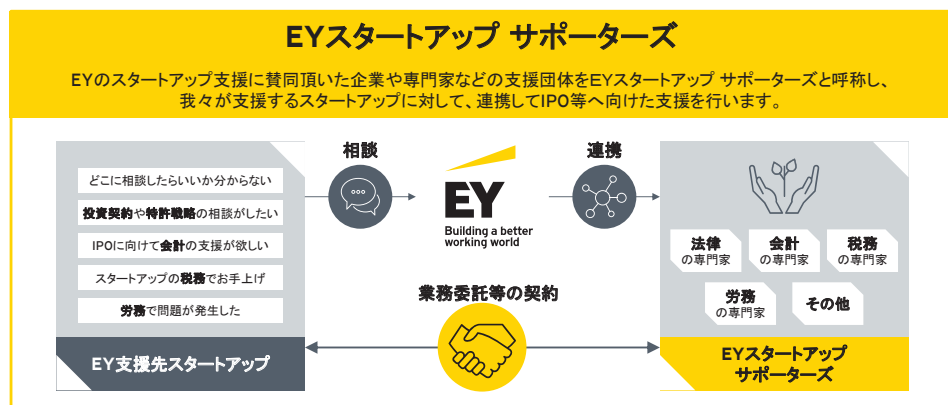 EYスタートアップ サポーターズ
EYのスタートアップ支援に賛同頂いた企業や専門家などの支援団体をEYスタートアップ サポーターズと呼称し、
我々が支援するスタートアップに対して、連携してIPO等へ向けた支援を行います。
どこに相談したらいいか分からない
投資契約や特許戦略の相談がしたい
IPOに向けて会計の支援が欲しい
スタートアップの税務でお手上げ
労務で問題が発生した
EY支援先スタートアップ
相談
EY
Building a better
working world
連携
業務委託等の契約
法律
の専門家
会計
の専門家
税務
の専門家
労務
の専門家
その他
EYスタートアップ
サポーターズ